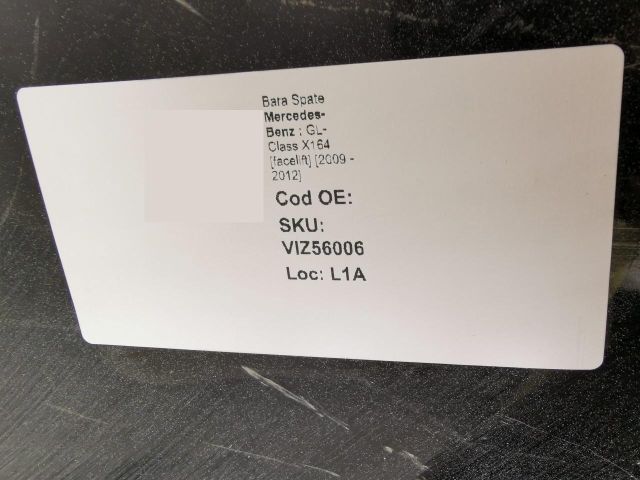 Bara Spate
Mercedes-
Benz : GL-
Class X164
[facelift] [2009 -
2012]
Cod OE:
SKU:
VIZ56006
Loc: L1A